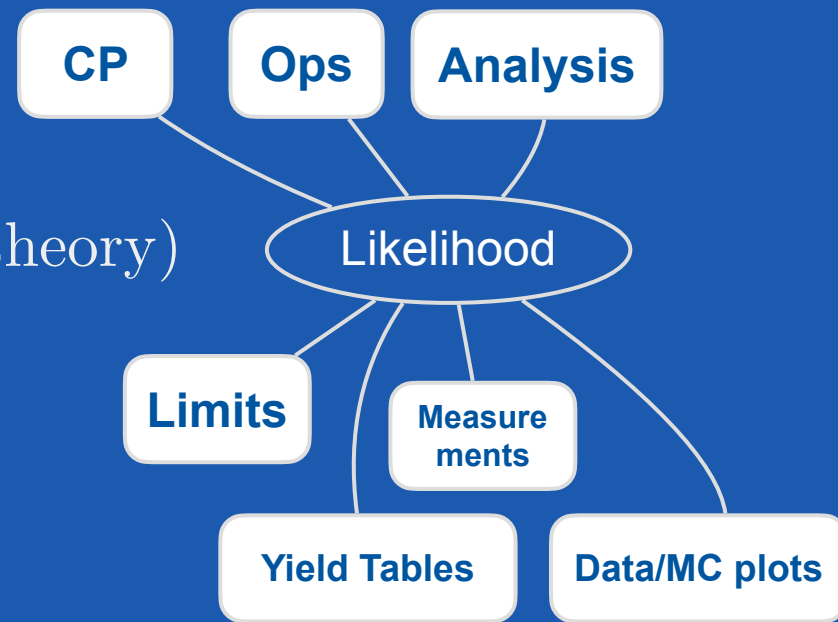 CP
Ops
Analysis
heory)
Likelihood
Limits
Measure
ments
Yield Tables
Data/MC plots